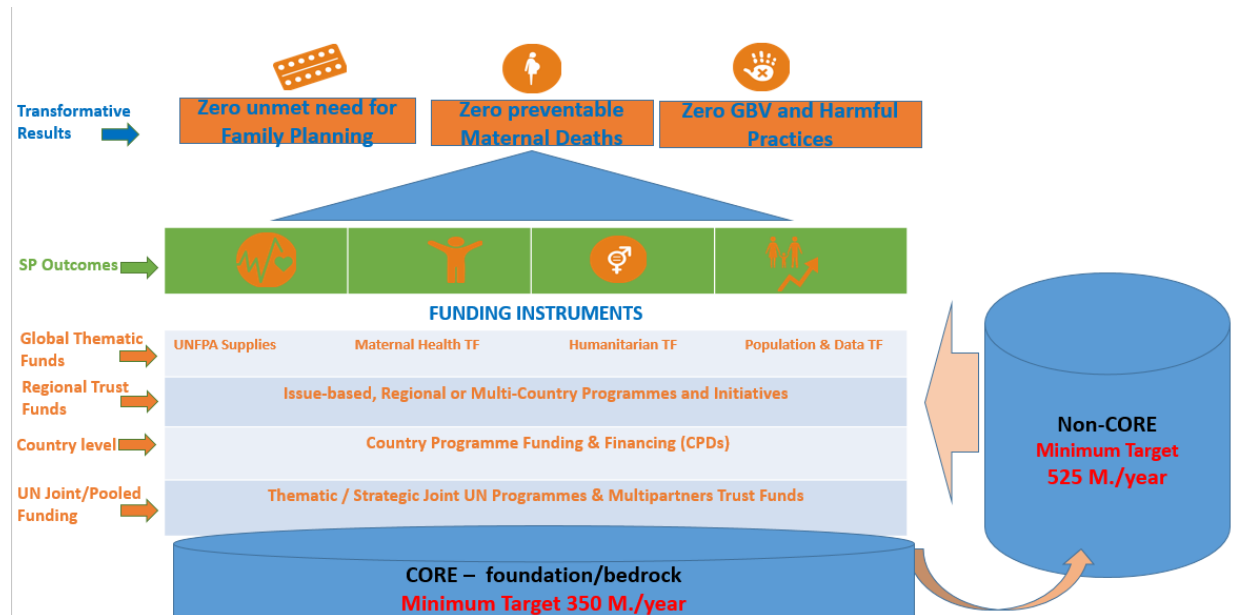 Transformative
Results
Zero unmet need for
Family Planning
Zero preventable
Maternal Deaths
Zero GBV and Harmful
Practices
SP Outcomes
FUNDING INSTRUMENTS
Global Thematic
Funds
UNFPA Supplies
Maternal Health TF
Humanitarian TF
Population & Data TF
Regional Trust
Funds
Issue-based, Regional or Multi-Country Programmes and Initiatives
Country level
Country Programme Funding & Financing (CPDs)
UN Joint/Pooled
Funding
Thematic / Strategic Joint UN Programmes & Multipartners Trust Funds
CORE – foundation/bedrock
Minimum Target 350 M./year
Non-CORE
Minimum Target
525 M./year